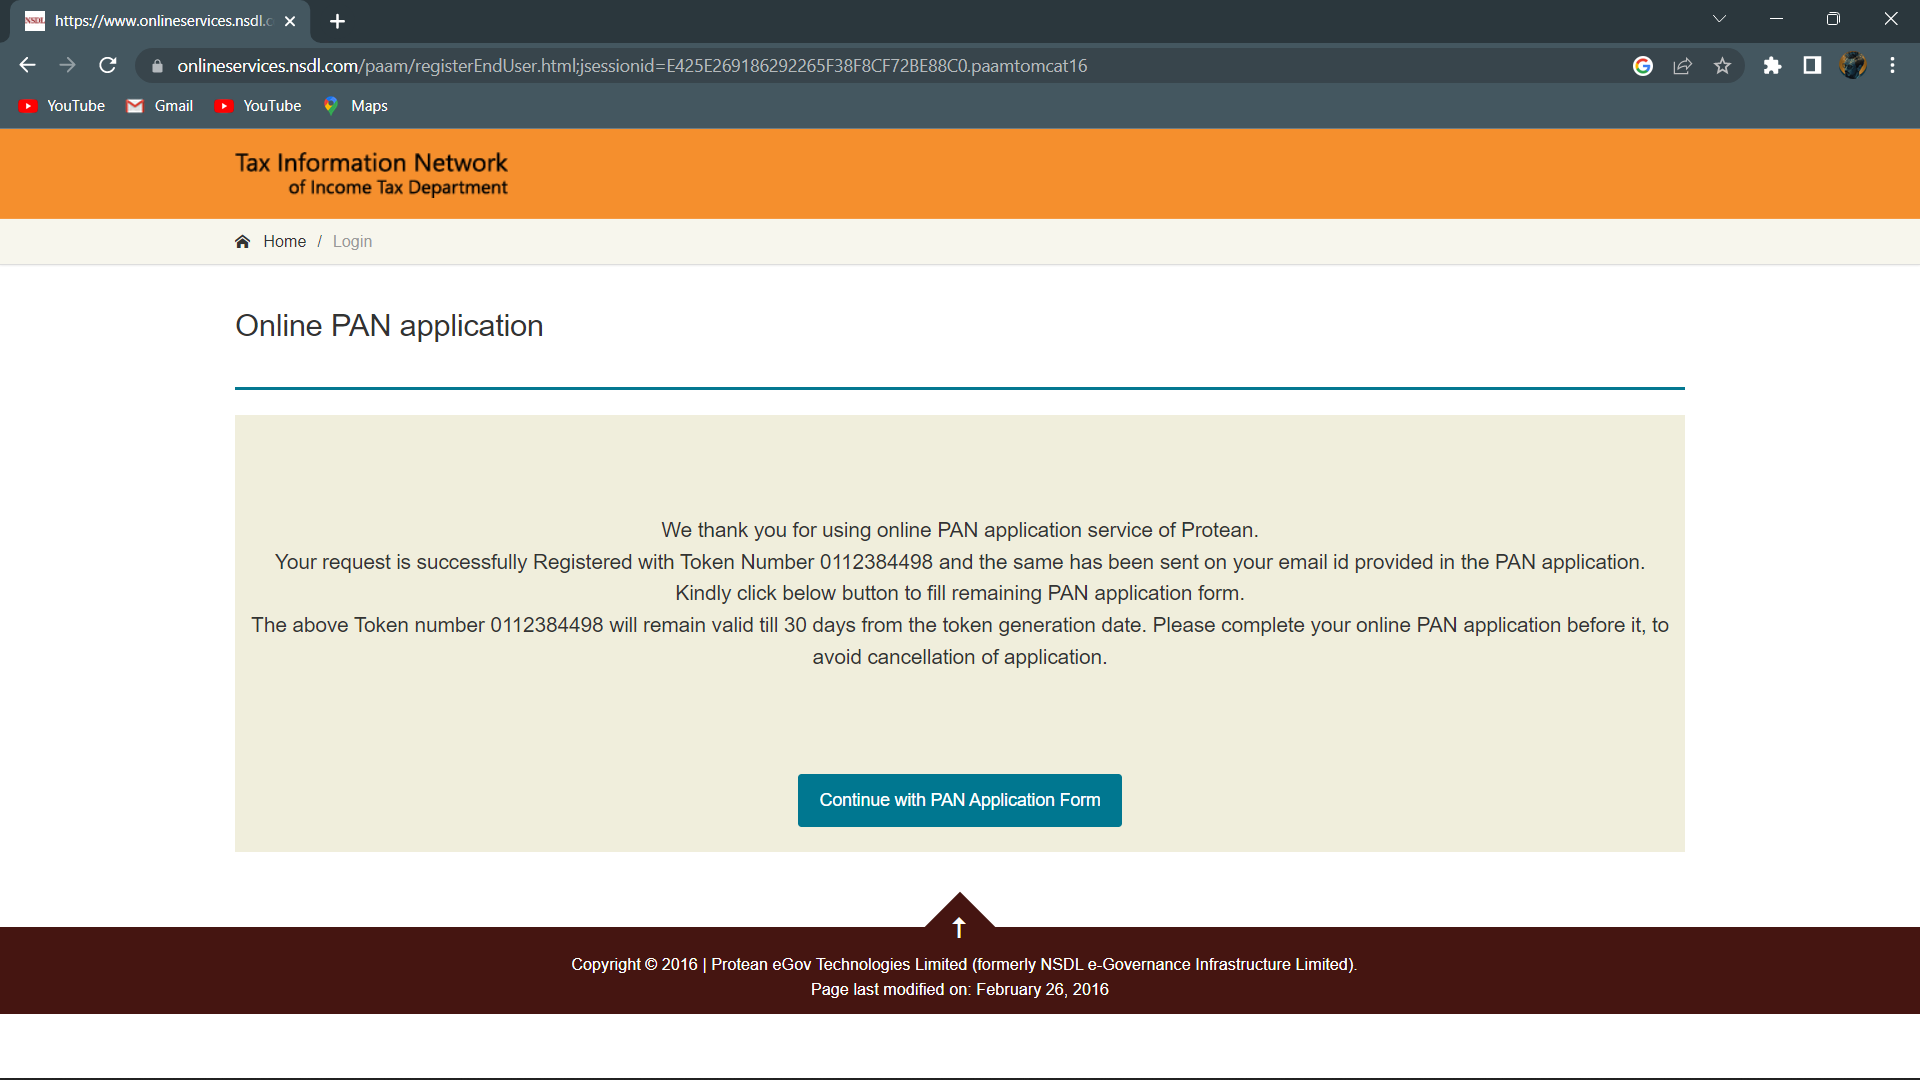 NSDL
https://www.onlineservices.nsdl.c
onlineservices.nsdl.com/paam/registerEndUser.html;jsessionid=E425E269186292265F38F8CF72BE88C0.paamtomcat16
YouTube Gmail YouTube Maps
Tax Information Network
of Income Tax Department
Home / Login
Online PAN application
We thank you for using online PAN application service of Protean.
Your request is successfully Registered with Token Number 0112384498 and the same has been sent on your email id provided in the PAN application.
Kindly click below button to fill remaining PAN application form.
The above Token number 0112384498 will remain valid till 30 days from the token generation date. Please complete your online PAN application before it, to
avoid cancellation of application.
Continue with PAN Application Form
Copyright © 2016 | Protean eGov Technologies Limited (formerly NSDL e-Governance Infrastructure Limited).
Page last modified on: February 26, 2016